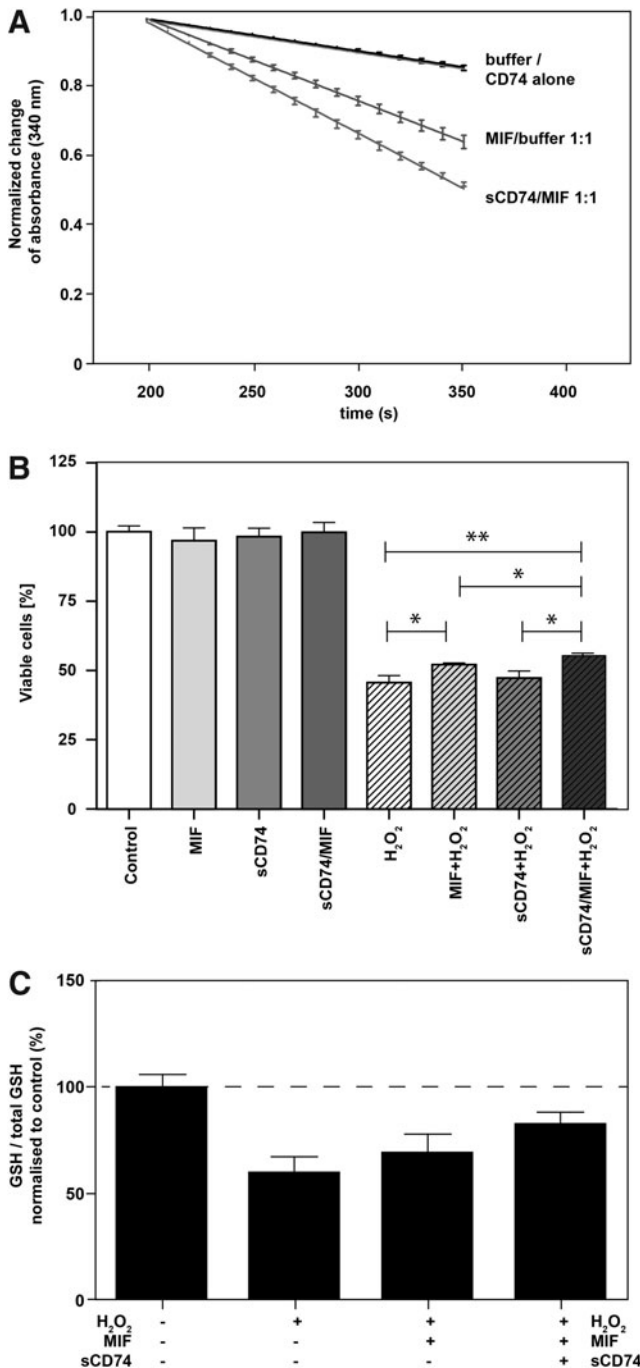 A
Normalized change
of absorbance (340 nm)
1.0
0.8
0.6
0.4
0.2
0
buffer /
CD74 alone
MIF/buffer 1:1
sCD74/MIF 1:1
200 250 300 350 400
time (s)
B
Viable cells [%]
125
100
75
50
25
0
**
*
* *
Control
MIF
sCD74
sCD74/MIF
H₂O₂
MIF+H₂O₂
sCD74+H₂O₂
sCD74/MIF+H₂O₂
C
GSH / total GSH
normalised to control (%)
150
100
50
0
H₂O₂ - + + + H₂O₂
MIF - - + + MIF
sCD74 - - - + sCD74